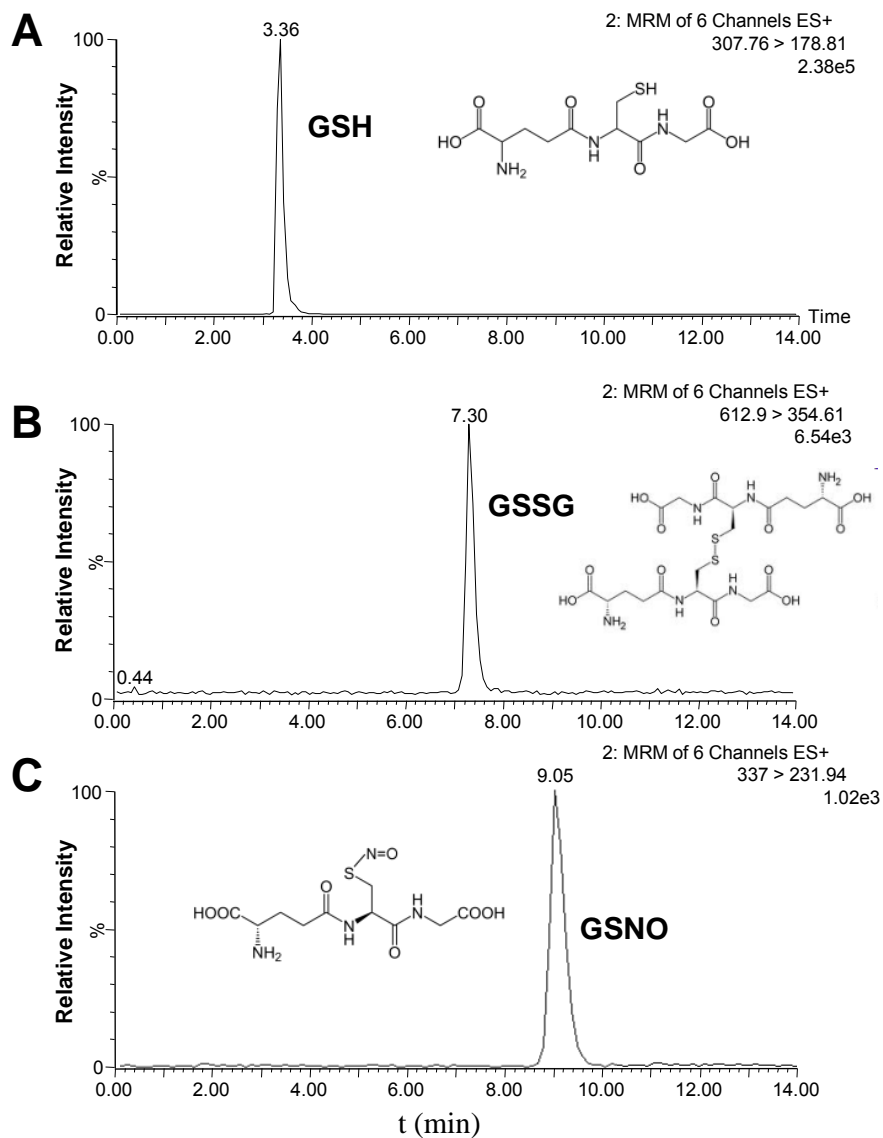 A
2: MRM of 6 Channels ES+
307.76 > 178.81
2.38e5
3.36
100
GSH
Relative Intensity
%
0
0.00 2.00 4.00 6.00 8.00 10.00 12.00 14.00
Time
O
HO
NH2
O
N
H
SH
O
H
N
O
OH
B
2: MRM of 6 Channels ES+
612.9 > 354.61
6.54e3
7.30
100
GSSG
Relative Intensity
%
0.44
0
0.00 2.00 4.00 6.00 8.00 10.00 12.00 14.00
HO
O
N
H
O
H
N
O
NH2
O
OH
S
S
O
HO
NH2
O
N
H
O
H
N
O
OH
C
2: MRM of 6 Channels ES+
337 > 231.94
1.02e3
9.05
100
Relative Intensity
%
GSNO
0
0.00 2.00 4.00 6.00 8.00 10.00 12.00 14.00
HOOC
NH2
O
N
H
S
N=O
O
H
N
COOH
t (min)